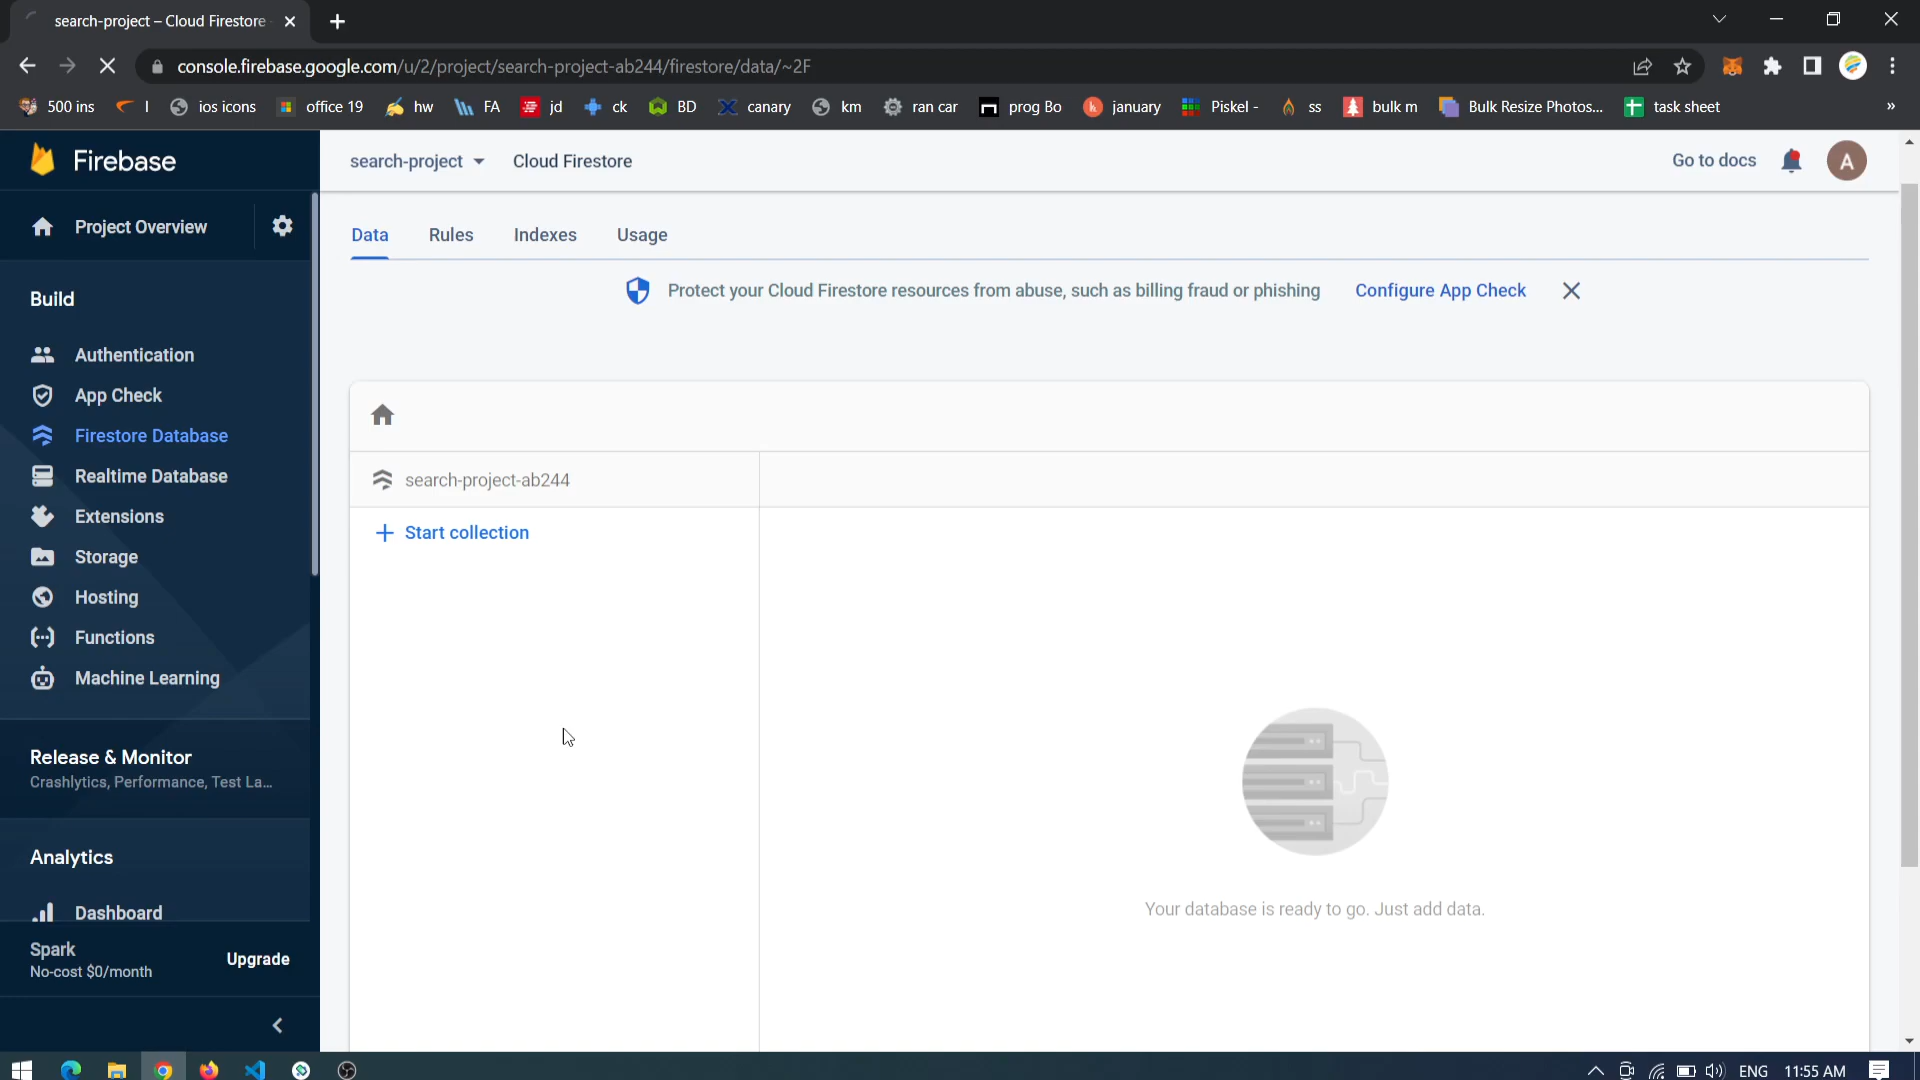 search-project – Cloud Firestore
console.firebase.google.com/u/2/project/search-project-ab244/firestore/data/~2F
500 ins
I
ios icons
office 19
hw
FA
jd
ck
BD
canary
km
ran car
prog Bo
january
Piskel -
ss
bulk m
Bulk Resize Photos...
task sheet
»
Firebase
search-project
Cloud Firestore
Go to docs
A
Project Overview
Data
Rules
Indexes
Usage
Protect your Cloud Firestore resources from abuse, such as billing fraud or phishing
Configure App Check
Build
Authentication
App Check
Firestore Database
Realtime Database
Extensions
Storage
Hosting
Functions
Machine Learning
search-project-ab244
Start collection
Your database is ready to go. Just add data.
Release & Monitor
Crashlytics, Performance, Test La...
Analytics
Dashboard
Spark
No-cost $0/month
Upgrade
ENG
11:55 AM